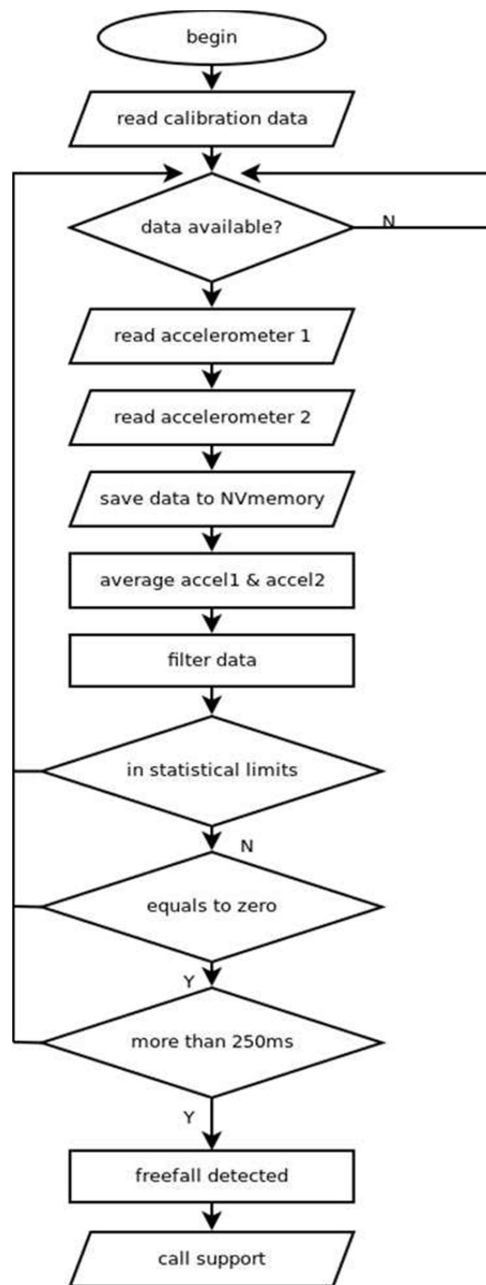 begin
read calibration data
data available?
N
read accelerometer 1
read accelerometer 2
save data to NVmemory
average accel1 & accel2
filter data
in statistical limits
N
equals to zero
Y
more than 250ms
Y
freefall detected
call support